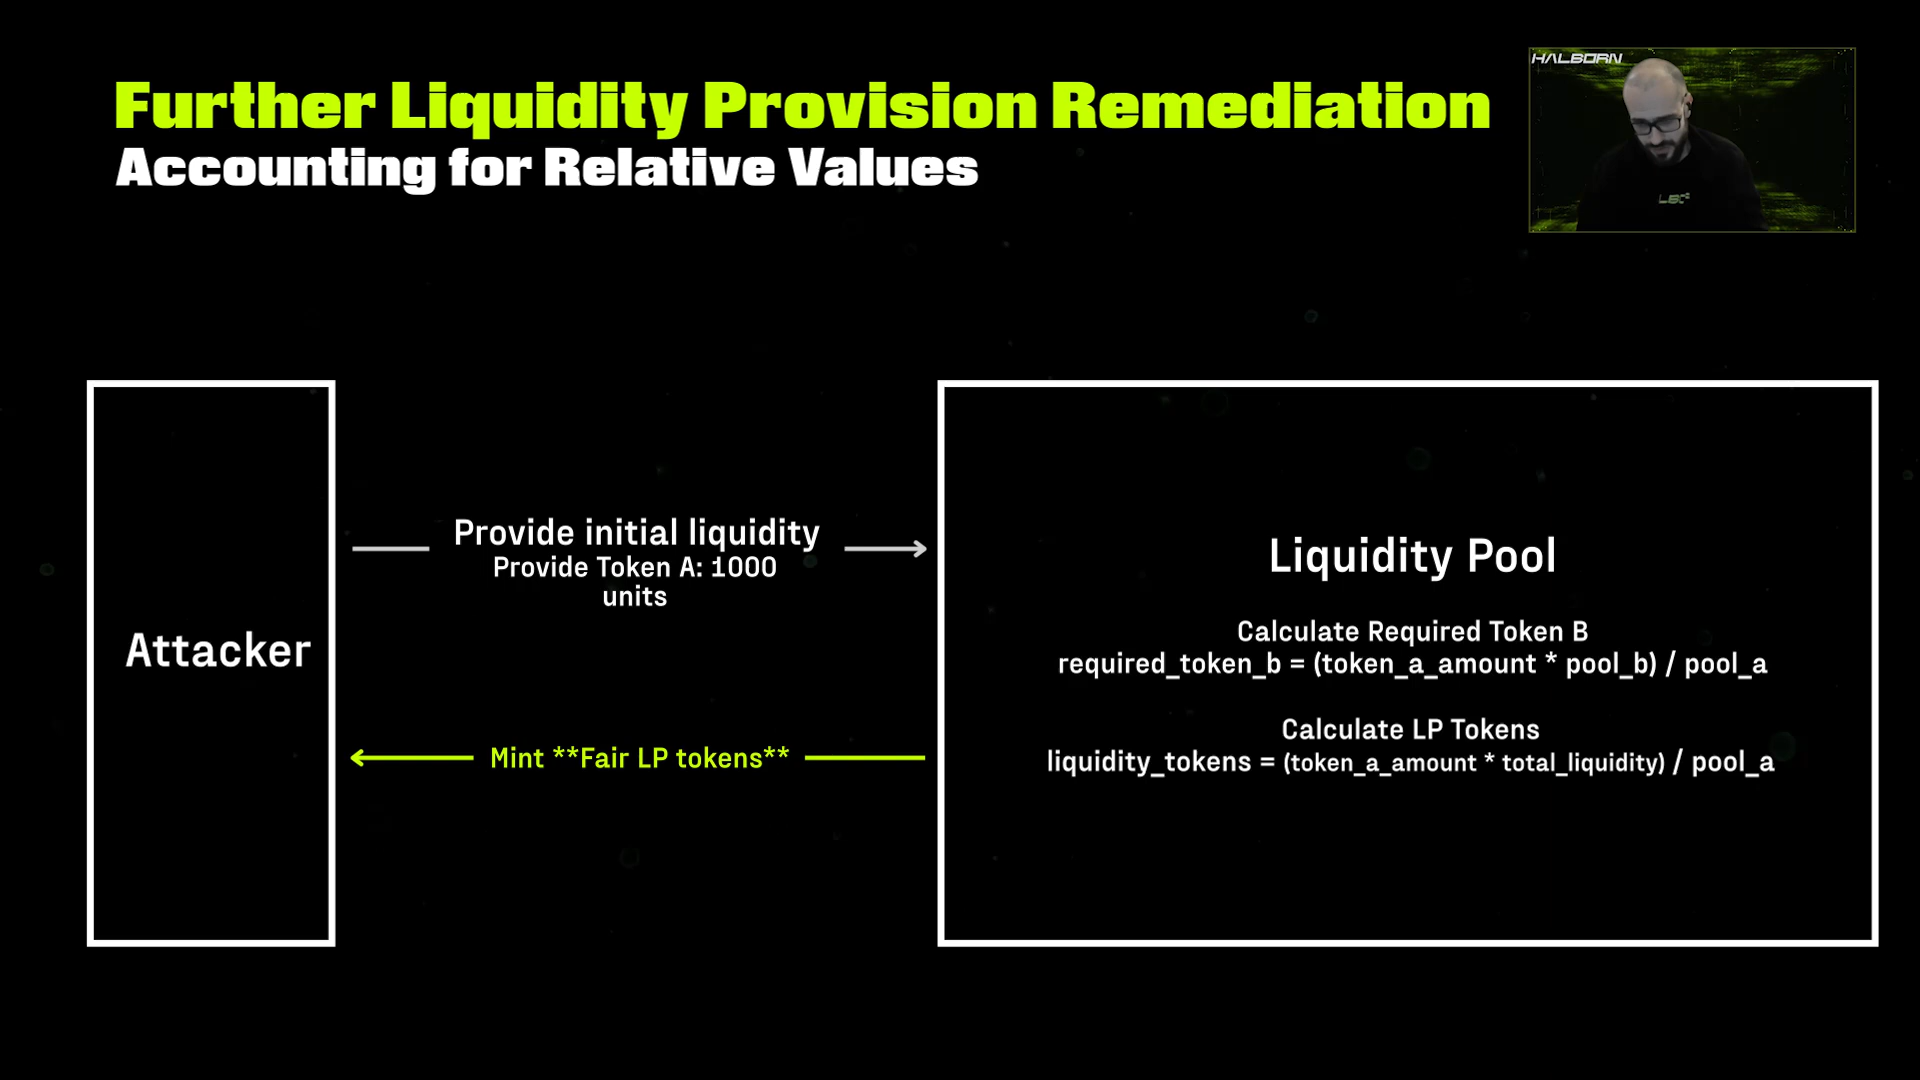 Further Liquidity Provision Remediation
Accounting for Relative Values
HALBORN
Attacker
Provide initial liquidity
Provide Token A: 1000
units
Mint **Fair LP tokens**
Liquidity Pool
Calculate Required Token B
required_token_b = (token_a_amount * pool_b) / pool_a
Calculate LP Tokens
liquidity_tokens = (token_a_amount * total_liquidity) / pool_a